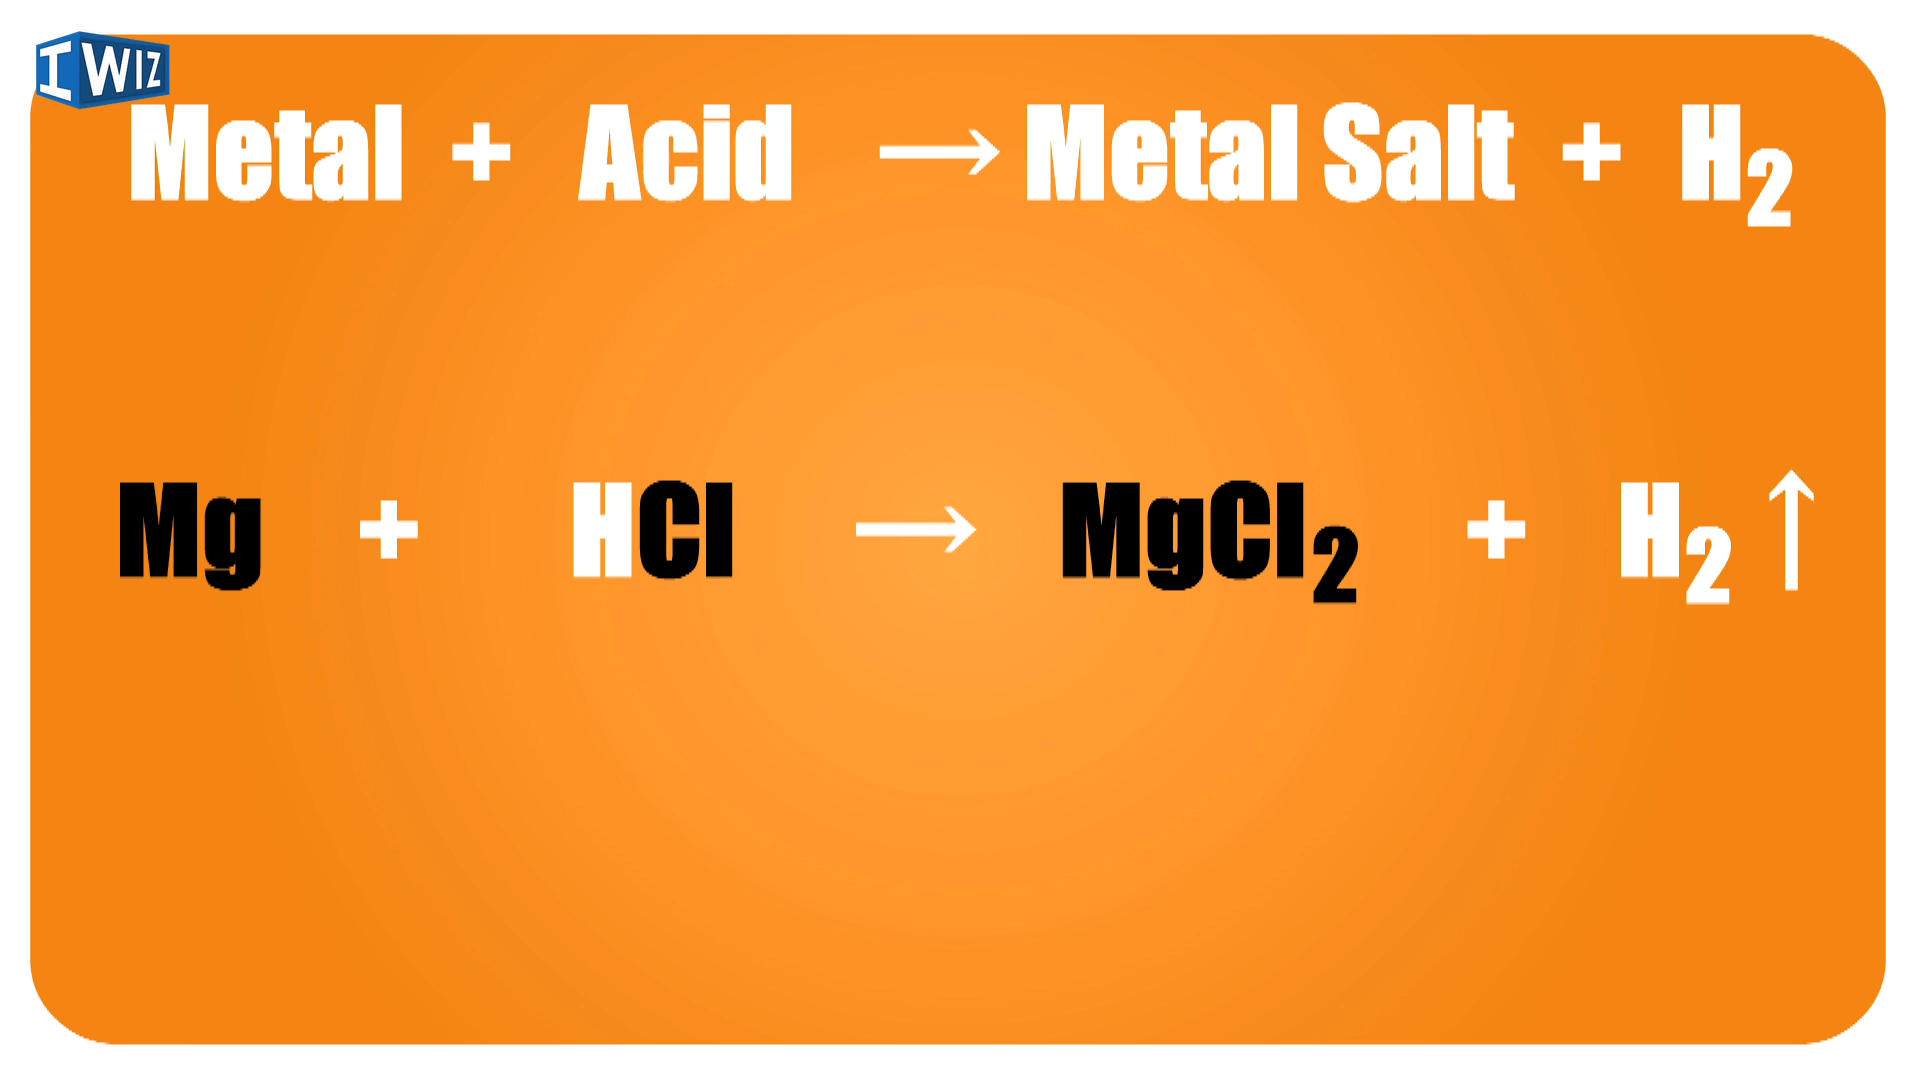 IWIZ
Metal + Acid → Metal Salt + H₂
Mg + HCl → MgCl₂ + H₂ ↑